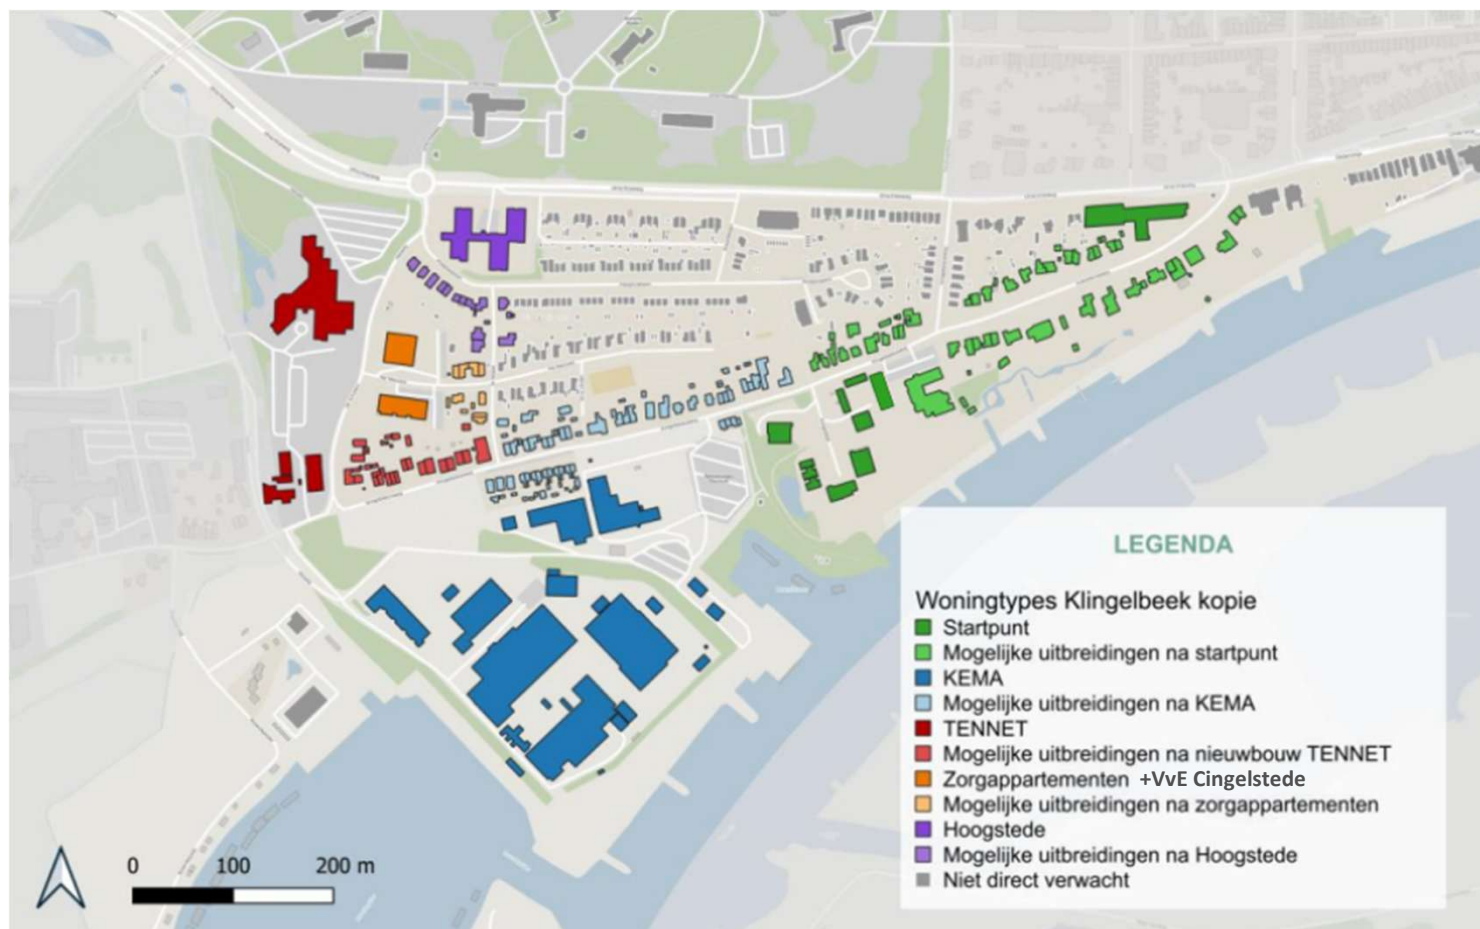 LEGENDA
Woningtypes Klingelbeek kopie
Startpunt
Mogelijke uitbreidingen na startpunt
KEMA
Mogelijke uitbreidingen na KEMA
TENNET
Mogelijke uitbreidingen na nieuwbouw TENNET
Zorgappartementen +VvE Cingelstede
Mogelijke uitbreidingen na zorgappartementen
Hoogstede
Mogelijke uitbreidingen na Hoogstede
Niet direct verwacht
0 100 200 m